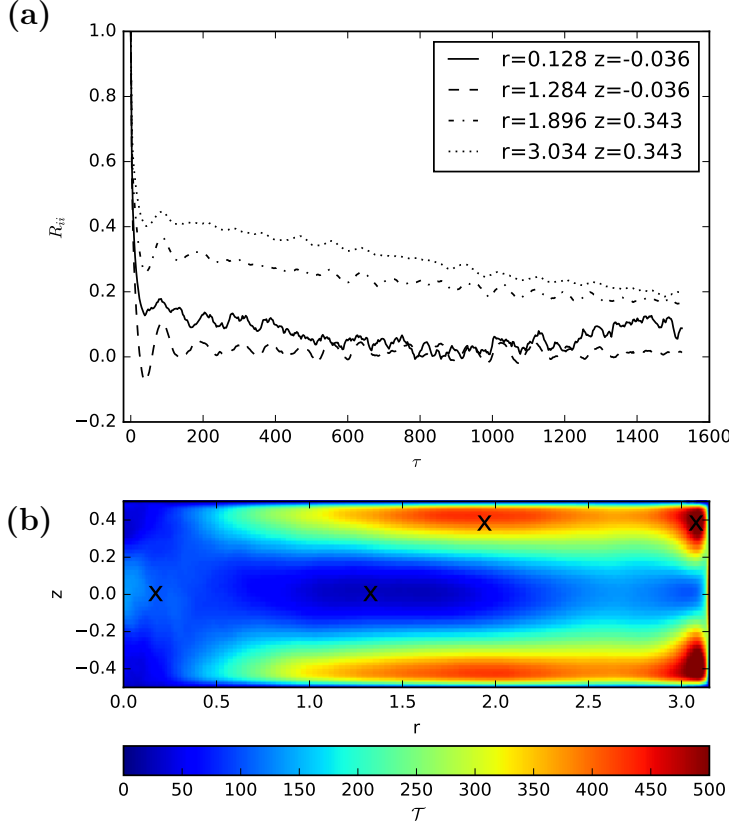 (a)
1.0
0.8
0.6
0.4
0.2
0.0
−0.2
R_ii
r=0.128 z=-0.036
r=1.284 z=-0.036
r=1.896 z=0.343
r=3.034 z=0.343
0 200 400 600 800 1000 1200 1400 1600
τ
(b)
0.4
0.2
0.0
−0.2
−0.4
z
X X
X X
0.0 0.5 1.0 1.5 2.0 2.5 3.0
r
0 50 100 150 200 250 300 350 400 450 500
𝒯